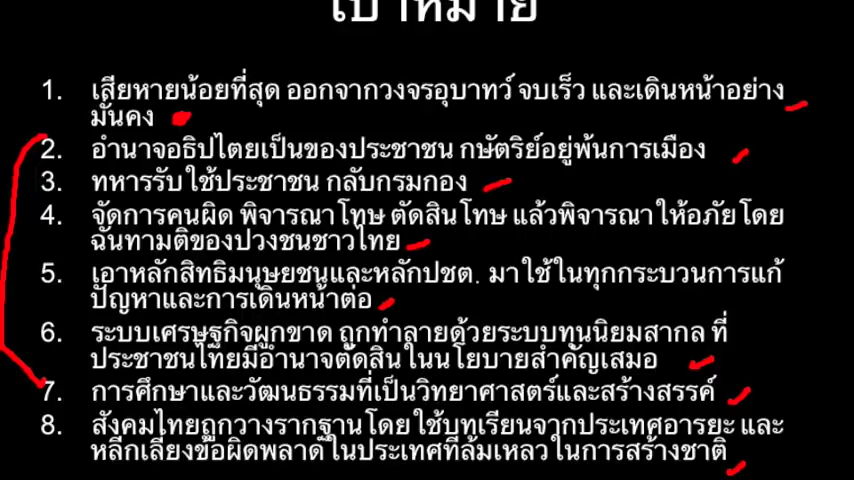 เป้าหมาย
1. เสียหายน้อยที่สุด ออกจากวงจรอุบาทว์ จบเร็ว และเดินหน้าอย่าง
มั่นคง
2. อำนาจอธิปไตยเป็นของประชาชน กษัตริย์อยู่พ้นการเมือง
3. ทหารรับใช้ประชาชน กลับกรมกอง
4. จัดการคนผิด พิจารณาโทษ ตัดสินโทษ แล้วพิจารณาให้อภัยโดย
ฉันทามติของปวงชนชาวไทย
5. เอาหลักสิทธิมนุษยชนและหลักปชต. มาใช้ในทุกกระบวนการแก้
ปัญหาและการเดินหน้าต่อ
6. ระบบเศรษฐกิจผูกขาด ถูกทำลายด้วยระบบทุนนิยมสากล ที่
ประชาชนไทยมีอำนาจตัดสินในนโยบายสำคัญเสมอ
7. การศึกษาและวัฒนธรรมที่เป็นวิทยาศาสตร์และสร้างสรรค์
8. สังคมไทยถูกวางรากฐานโดยใช้บทเรียนจากประเทศอารยะ และ
หลีกเลี่ยงข้อผิดพลาดในประเทศที่ล้มเหลวในการสร้างชาติ